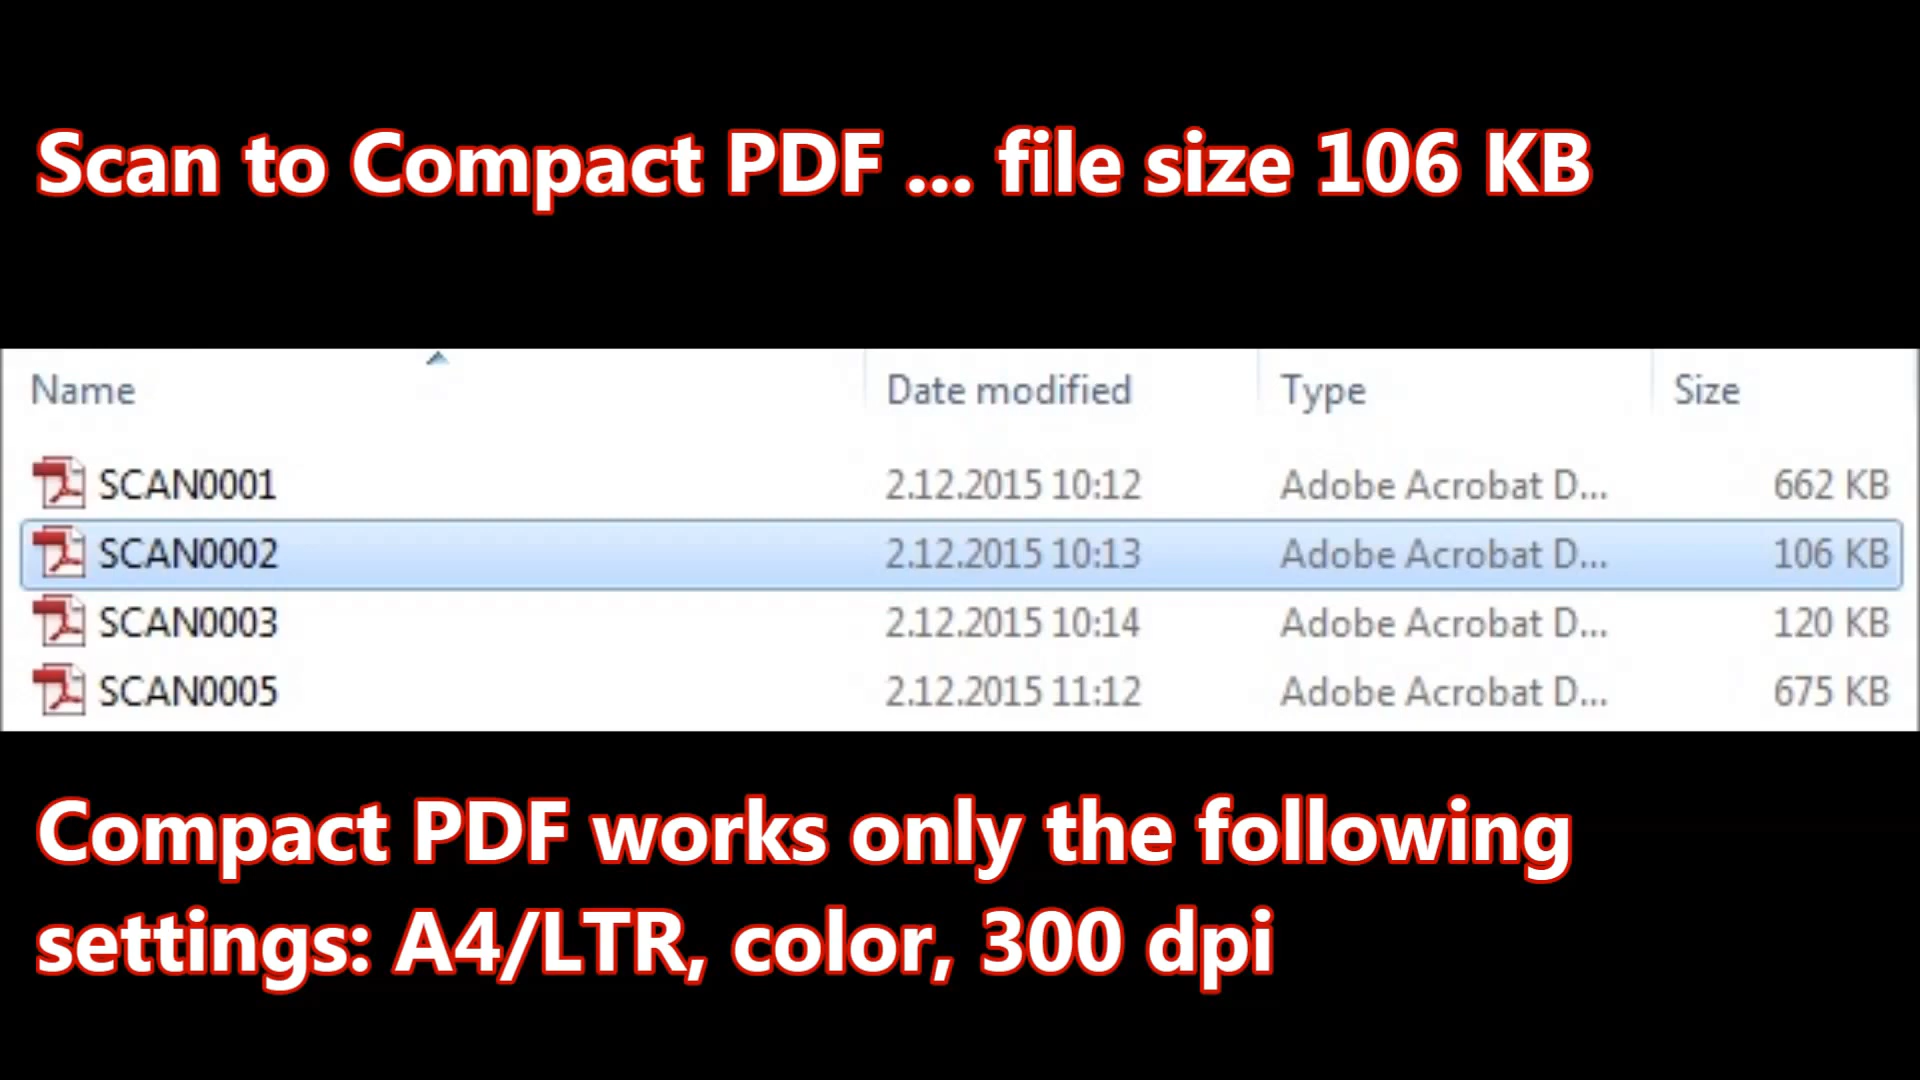 Scan to Compact PDF ... file size 106 KB
Name Date modified Type Size
SCAN0001 2.12.2015 10:12 Adobe Acrobat D... 662 KB
SCAN0002 2.12.2015 10:13 Adobe Acrobat D... 106 KB
SCAN0003 2.12.2015 10:14 Adobe Acrobat D... 120 KB
SCAN0005 2.12.2015 11:12 Adobe Acrobat D... 675 KB
Compact PDF works only the following
settings: A4/LTR, color, 300 dpi